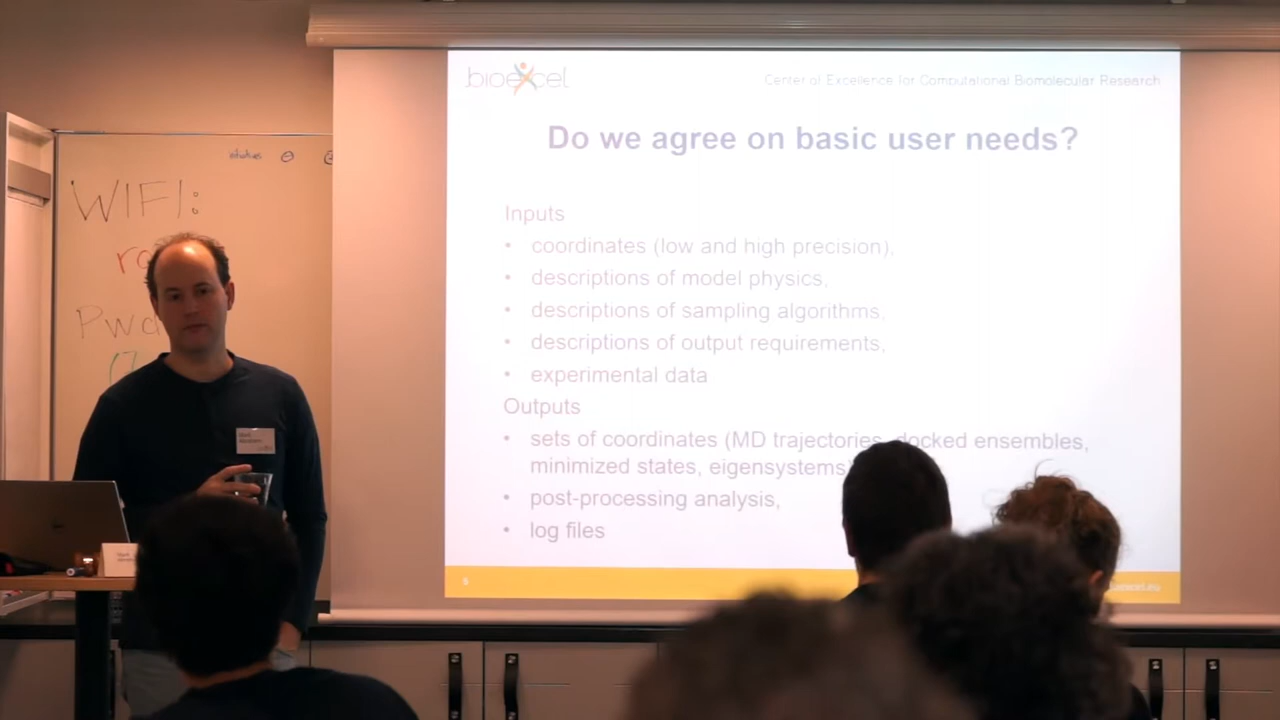 bioexcel
Center of Excellence for Computational Biomolecular Research
Do we agree on basic user needs?
Inputs
• coordinates (low and high precision),
• descriptions of model physics,
• descriptions of sampling algorithms,
• descriptions of output requirements,
• experimental data
Outputs
• sets of coordinates (MD trajectories, docked ensembles,
minimized states, eigensystems)
• post-processing analysis,
• log files
WIFI:
Pwd